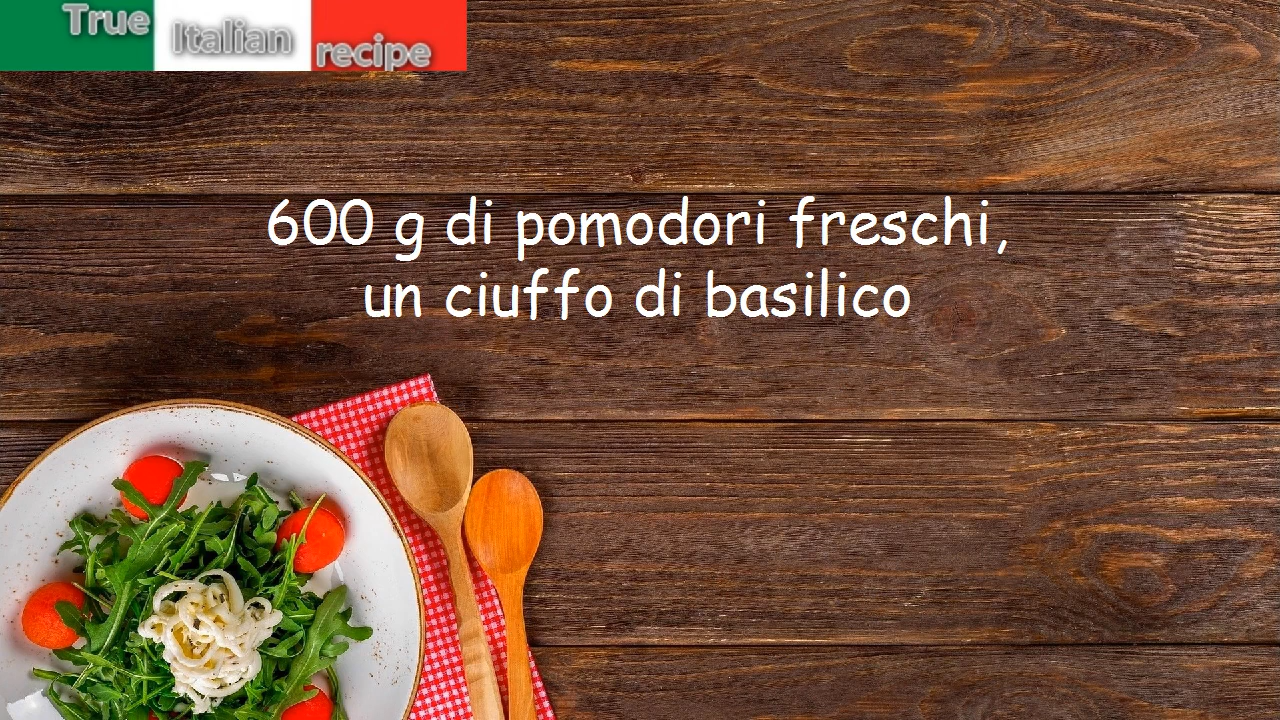 True Italian recipe
600 g di pomodori freschi,
un ciuffo di basilico